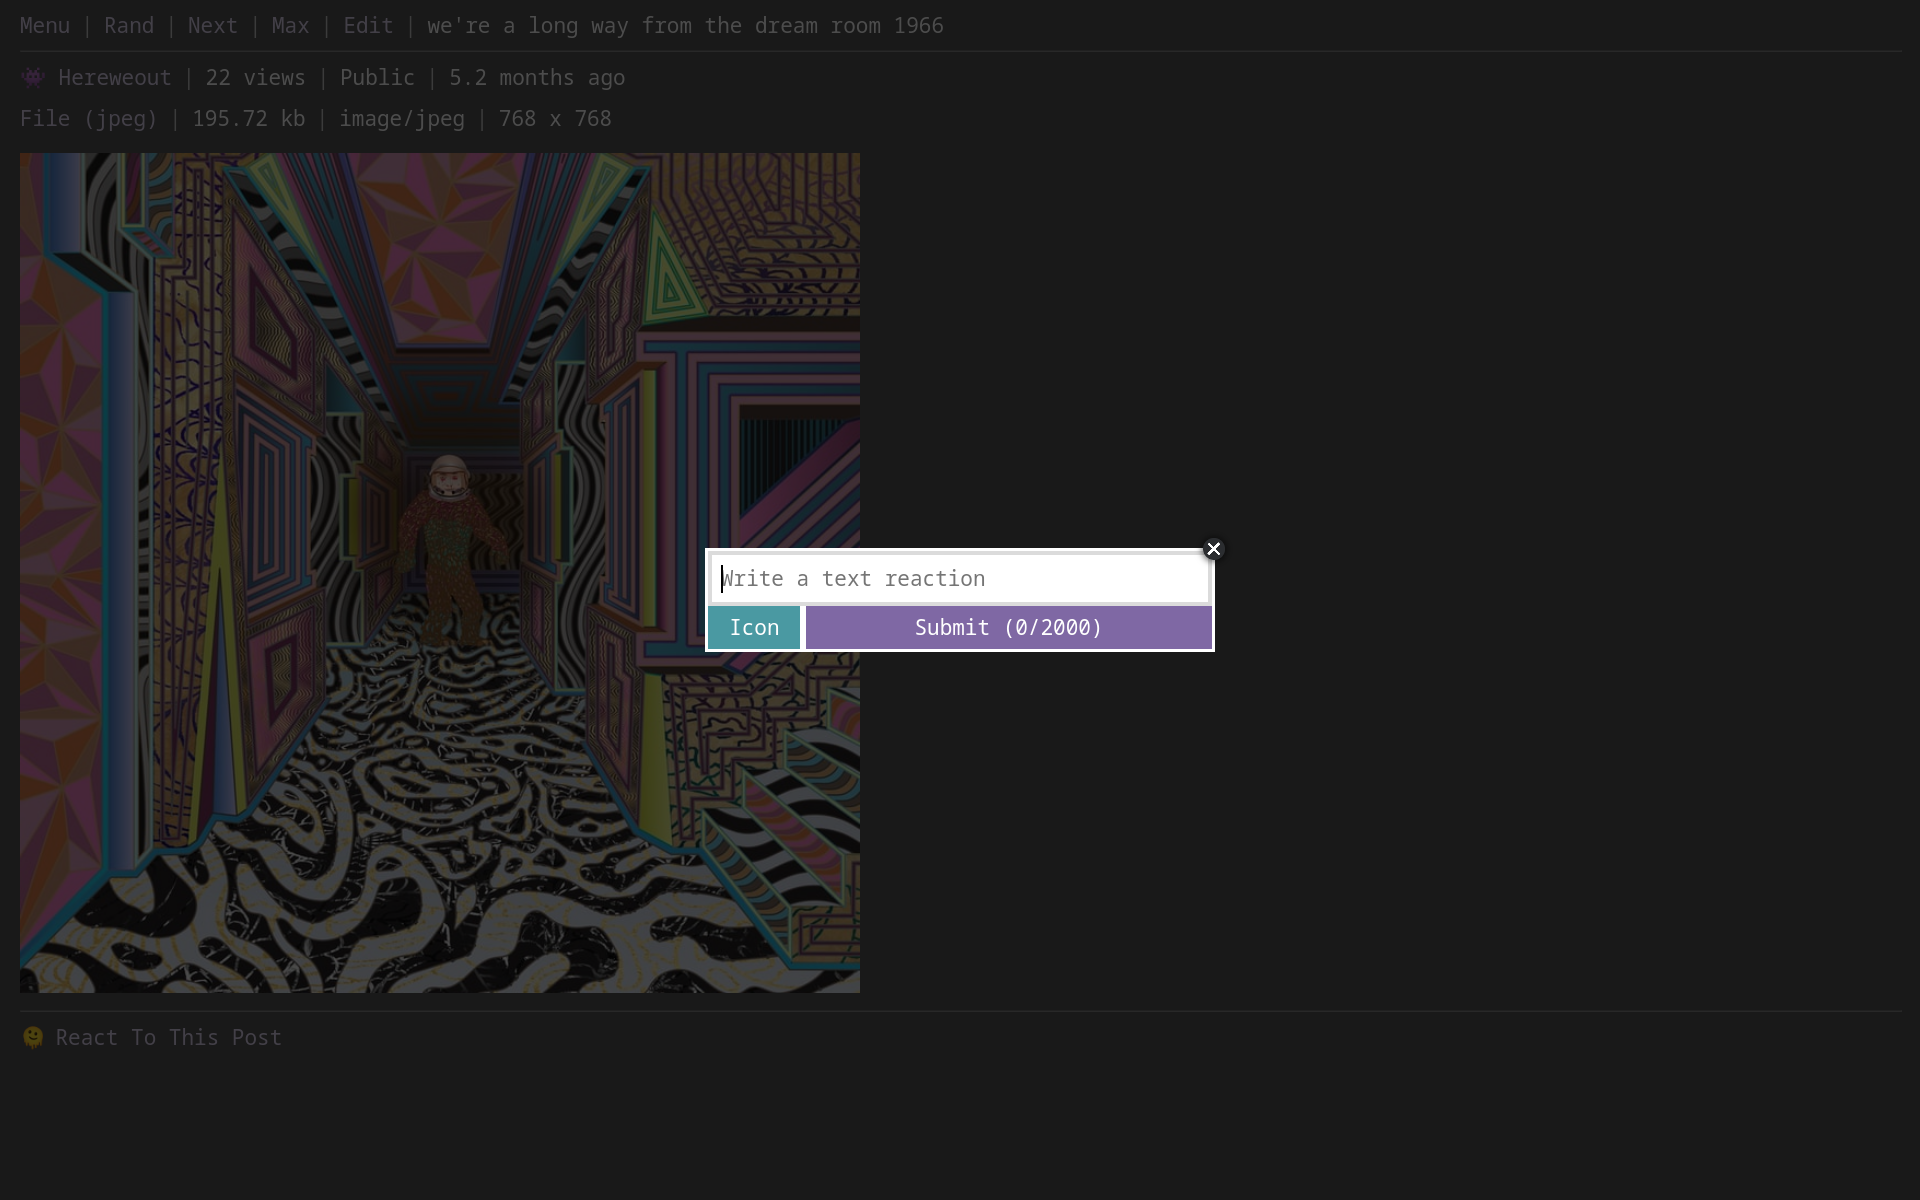 Menu | Rand | Next | Max | Edit | we're a long way from the dream room 1966
Hereweout | 22 views | Public | 5.2 months ago
File (jpeg) | 195.72 kb | image/jpeg | 768 x 768
Write a text reaction
Icon
Submit (0/2000)
React To This Post